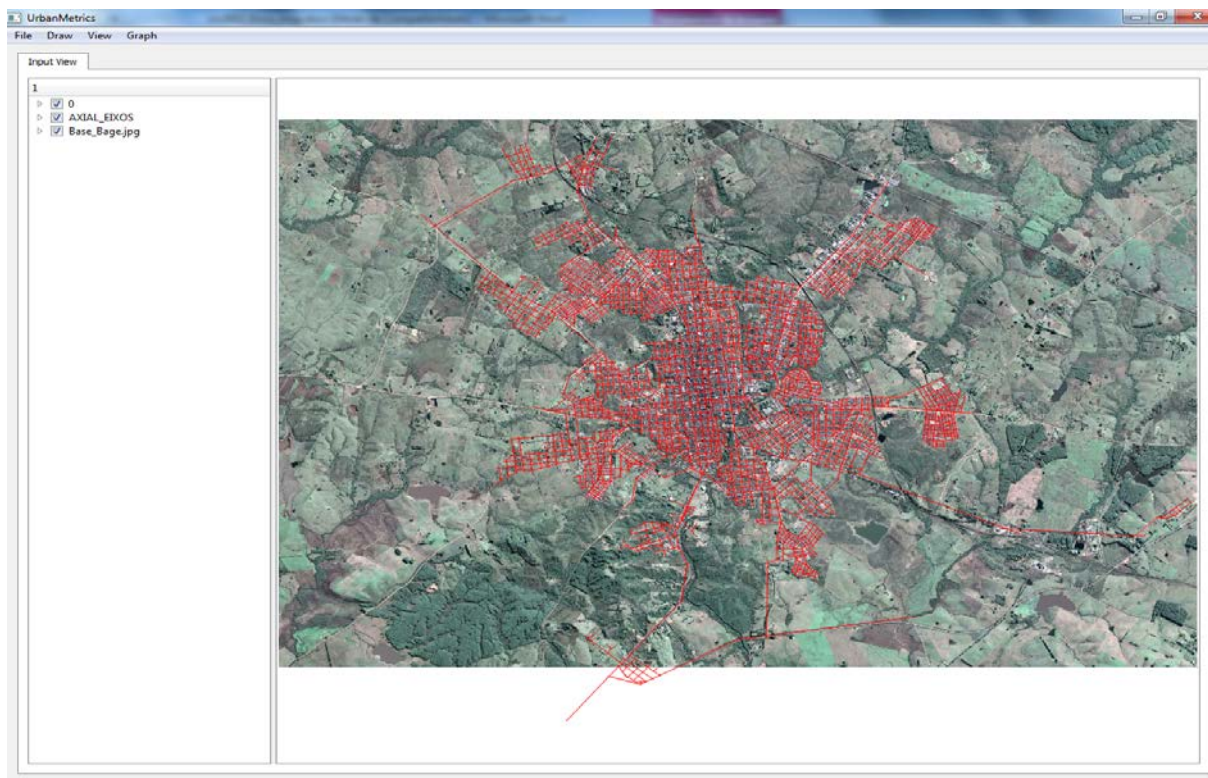 UrbanMetrics
File Draw View Graph
Input View
1
0
AXIAL_EIXOS
Base_Bage.jpg